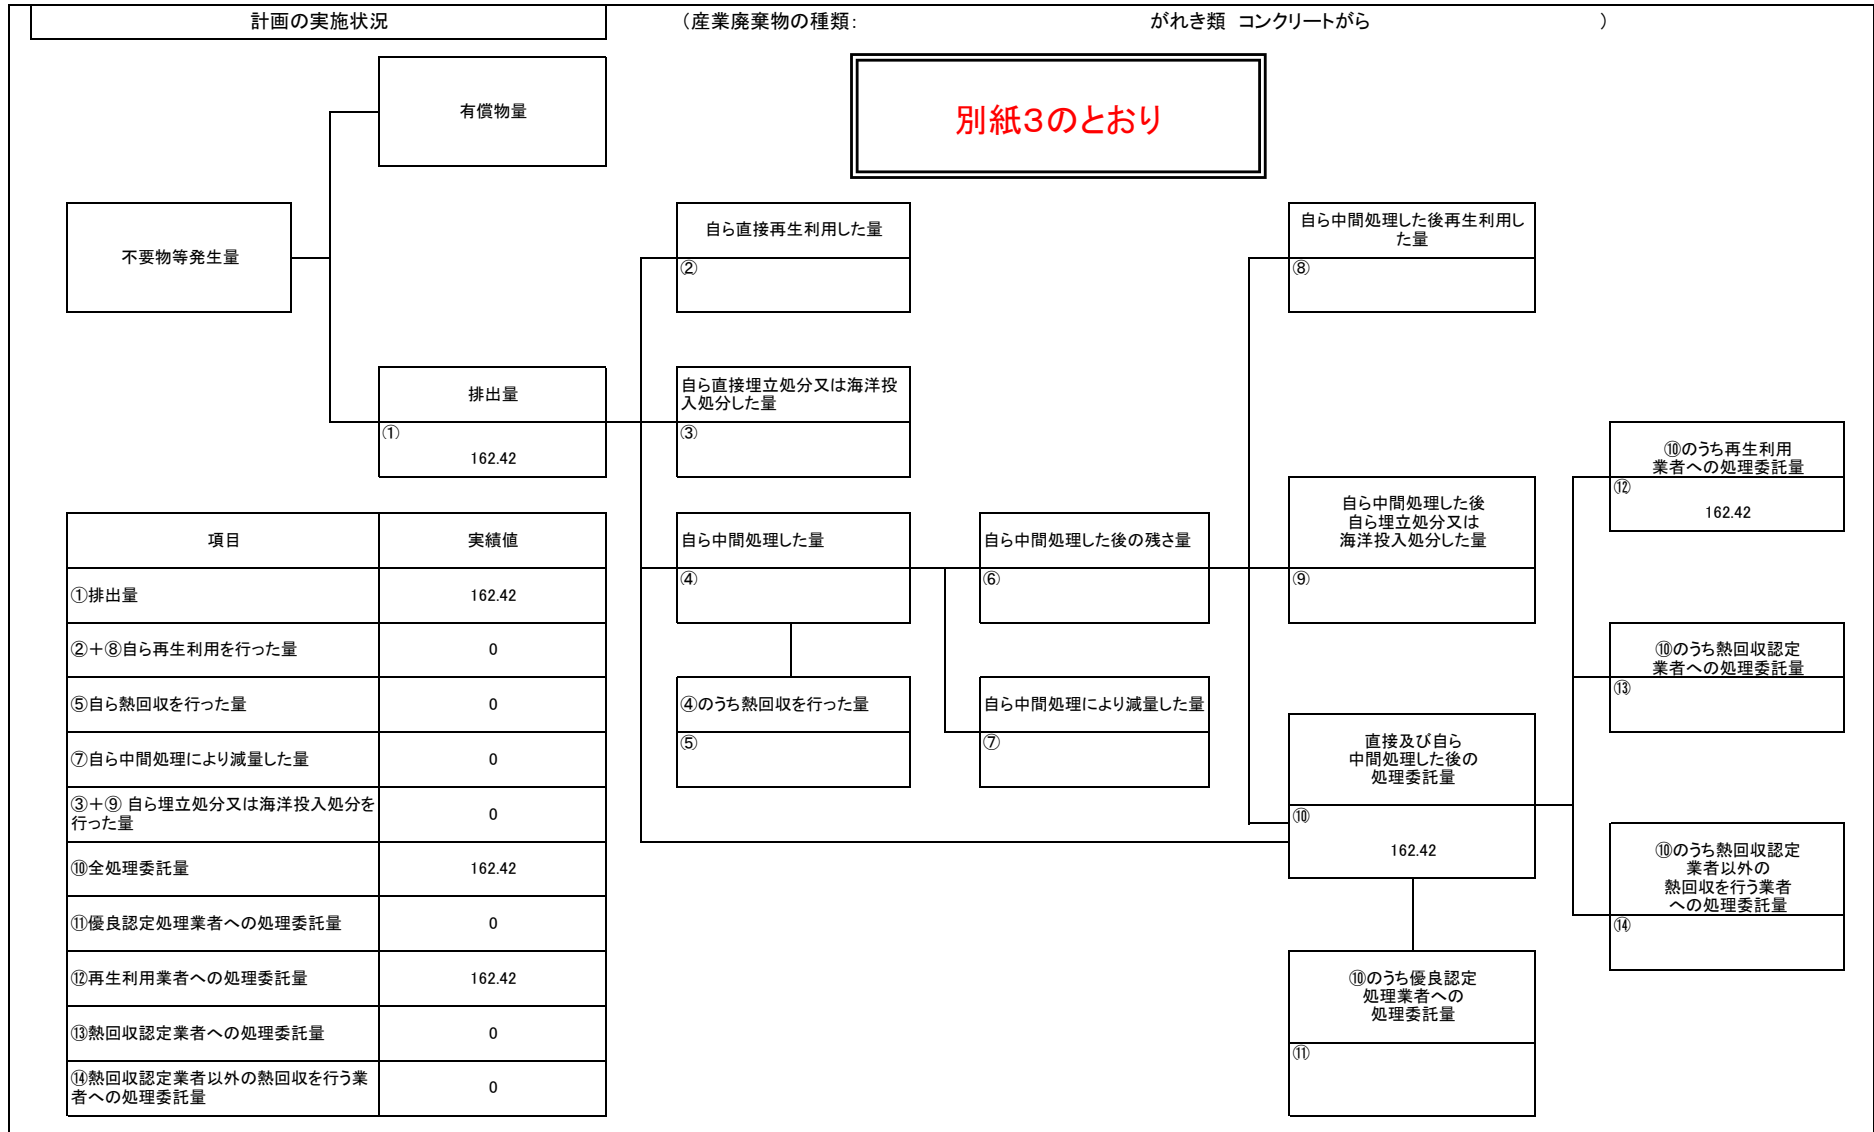 計画の実施状況
（産業廃棄物の種類： がれき類 コンクリートがら ）
有償物量
別紙３のとおり
不要物等発生量
自ら直接再生利用した量
②
自ら中間処理した後再生利用し
た量
⑧
排出量
①
162.42
自ら直接埋立処分又は海洋投
入処分した量
③
⑩のうち再生利用
業者への処理委託量
⑫
162.42
自ら中間処理した量
④
自ら中間処理した後の残さ量
⑥
自ら中間処理した後
自ら埋立処分又は
海洋投入処分した量
⑨
④のうち熱回収を行った量
⑤
自ら中間処理により減量した量
⑦
⑩のうち熱回収認定
業者への処理委託量
⑬
直接及び自ら
中間処理した後の
処理委託量
⑩
162.42
⑩のうち熱回収認定
業者以外の
熱回収を行う業者
への処理委託量
⑭
⑩のうち優良認定
処理業者への
処理委託量
⑪
項目 実績値
①排出量 162.42
②＋⑧自ら再生利用を行った量 0
⑤自ら熱回収を行った量 0
⑦自ら中間処理により減量した量 0
③＋⑨ 自ら埋立処分又は海洋投入処分を
行った量 0
⑩全処理委託量 162.42
⑪優良認定処理業者への処理委託量 0
⑫再生利用業者への処理委託量 162.42
⑬熱回収認定業者への処理委託量 0
⑭熱回収認定業者以外の熱回収を行う業
者への処理委託量 0